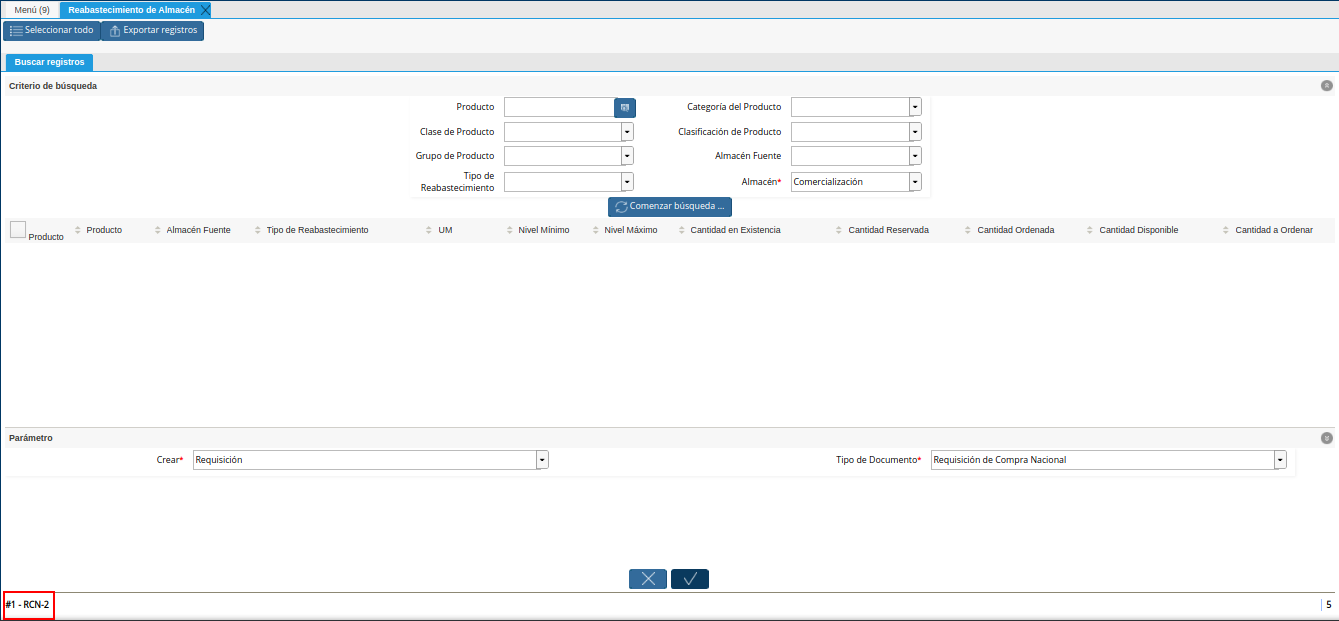 Menú (9) Reabastecimiento de Almacén
Seleccionar todo Exportar registros
Buscar registros
Criterio de búsqueda
Producto Categoría del Producto
Clase de Producto Clasificación de Producto
Grupo de Producto Almacén Fuente
Tipo de Reabastecimiento Almacén* Comercialización
Comenzar búsqueda ...
Producto Producto Almacén Fuente Tipo de Reabastecimiento UM Nivel Mínimo Nivel Máximo Cantidad en Existencia Cantidad Reservada Cantidad Ordenada Cantidad Disponible Cantidad a Ordenar
Parámetro
Crear* Requisición Tipo de Documento* Requisición de Compra Nacional
#1 - RCN-2 5